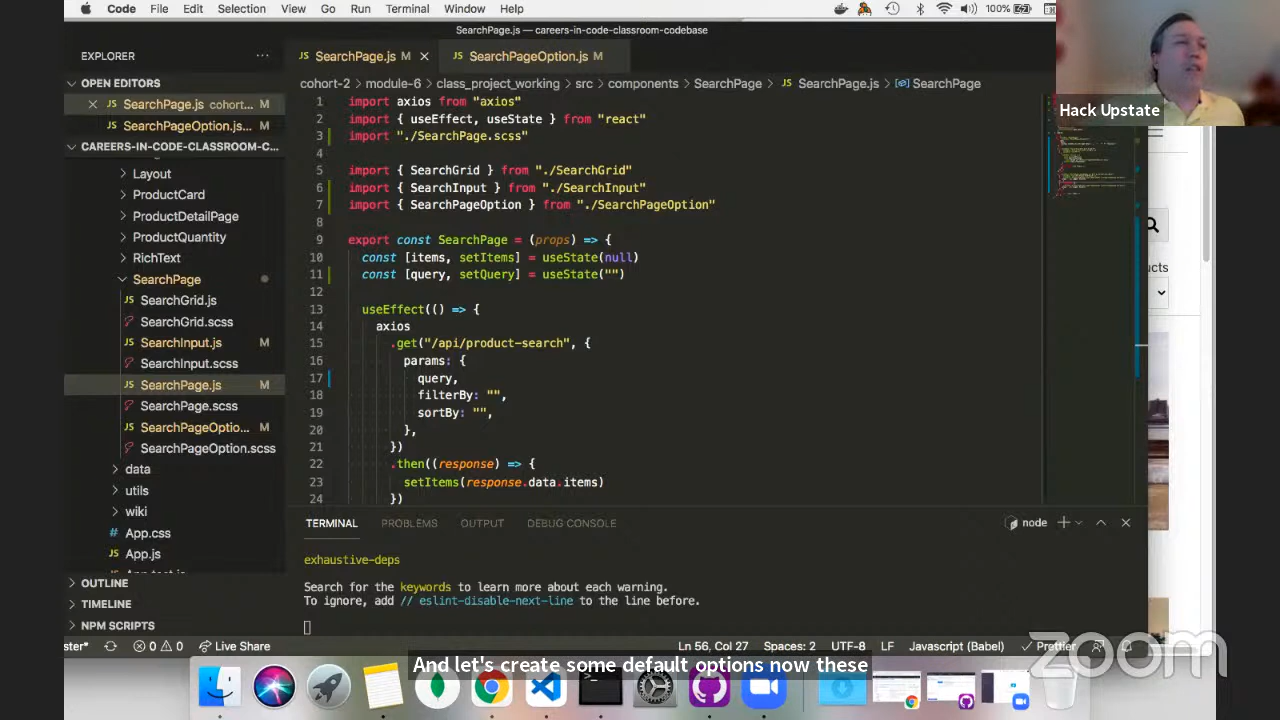 Code File Edit Selection View Go Run Terminal Window Help 100%
SearchPage.js — careers-in-code-classroom-codebase
EXPLORER
SearchPage.js M
SearchPageOption.js M
OPEN EDITORS
SearchPage.js cohort... M
SearchPageOption.js... M
CAREERS-IN-CODE-CLASSROOM-C...
Layout
ProductCard
ProductDetailPage
ProductQuantity
RichText
SearchPage
SearchGrid.js
SearchGrid.scss
SearchInput.js M
SearchInput.scss
SearchPage.js M
SearchPage.scss
SearchPageOptio... M
SearchPageOption.scss
data
utils
wiki
App.css
App.js
OUTLINE
TIMELINE
NPM SCRIPTS
cohort-2 > module-6 > class_project_working > src > components > SearchPage > SearchPage.js > SearchPage
1 import axios from "axios"
2 import { useEffect, useState } from "react"
3 import "./SearchPage.scss"
4
5 import { SearchGrid } from "./SearchGrid"
6 import { SearchInput } from "./SearchInput"
7 import { SearchPageOption } from "./SearchPageOption"
8
9 export const SearchPage = (props) => {
10 const [items, setItems] = useState(null)
11 const [query, setQuery] = useState("")
12
13 useEffect(() => {
14 axios
15 .get("/api/product-search", {
16 params: {
17 query,
18 filterBy: "",
19 sortBy: "",
20 },
21 })
22 .then((response) => {
23 setItems(response.data.items)
24 })
TERMINAL PROBLEMS OUTPUT DEBUG CONSOLE
node
exhaustive-deps
Search for the keywords to learn more about each warning.
To ignore, add // eslint-disable-next-line to the line before.
ster* 0 0 Live Share Ln 56, Col 27 Spaces: 2 UTF-8 LF Javascript (Babel) Prettier
Hack Upstate
ucts
And let's create some default options now these
zoom